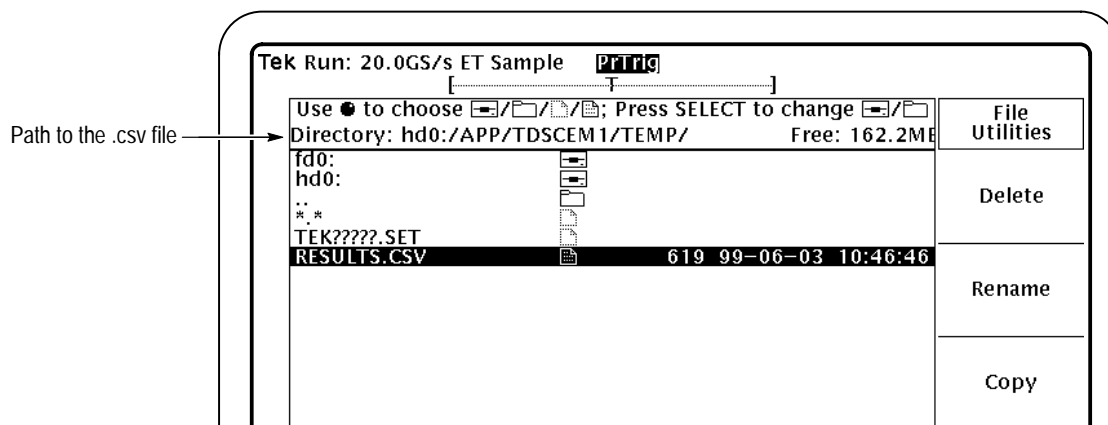 Tek Run: 20.0GS/s ET Sample PrTrig
[ T ]
Use to choose / / / ; Press SELECT to change /
File Utilities
Path to the .csv file
Directory: hd0:/APP/TDSCEM1/TEMP/ Free: 162.2M
fd0:
hd0:
..
*.*
TEK?????.SET
RESULTS.CSV 619 99-06-03 10:46:46
Delete
Rename
Copy